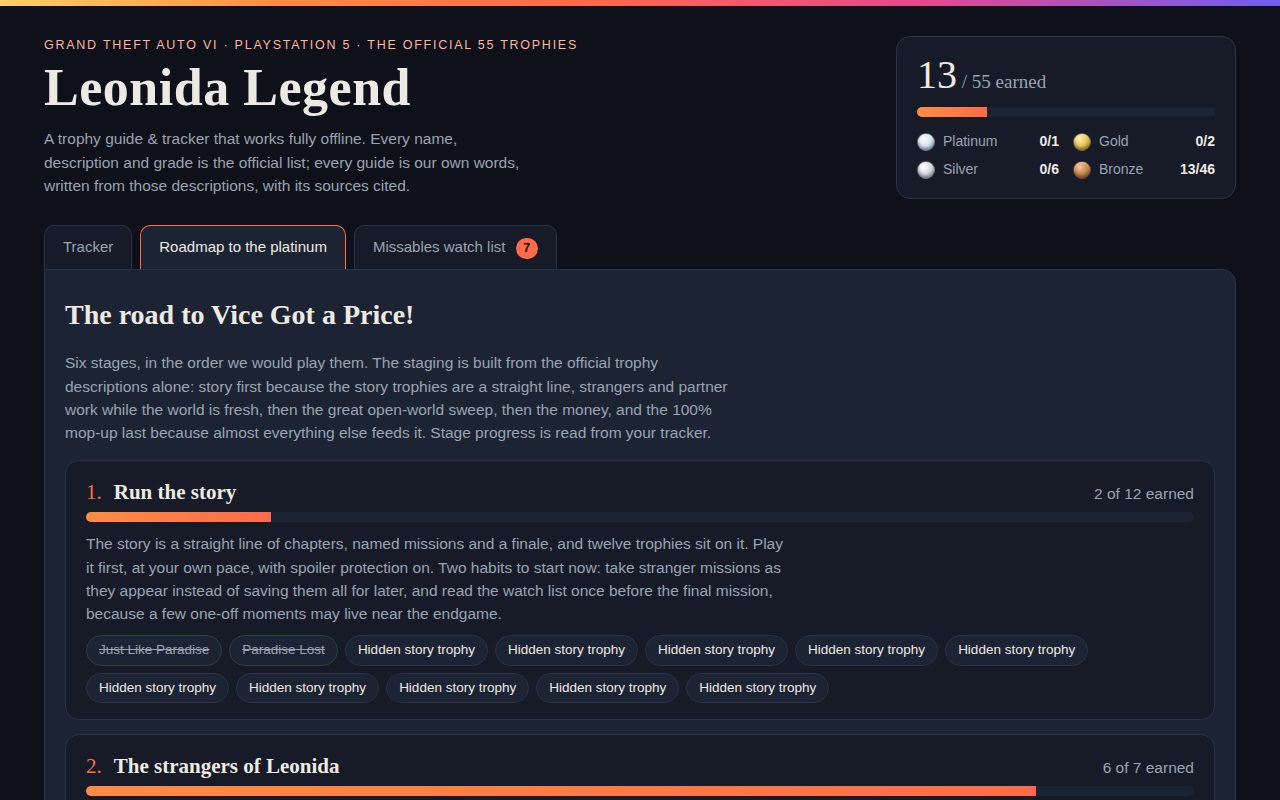 GRAND THEFT AUTO VI · PLAYSTATION 5 · THE OFFICIAL 55 TROPHIES
Leonida Legend
A trophy guide & tracker that works fully offline. Every name,
description and grade is the official list; every guide is our own words,
written from those descriptions, with its sources cited.
13 / 55 earned
Platinum 0/1 Gold 0/2
Silver 0/6 Bronze 13/46
Tracker Roadmap to the platinum Missables watch list 7
The road to Vice Got a Price!
Six stages, in the order we would play them. The staging is built from the official trophy
descriptions alone: story first because the story trophies are a straight line, strangers and partner
work while the world is fresh, then the great open-world sweep, then the money, and the 100%
mop-up last because almost everything else feeds it. Stage progress is read from your tracker.
1. Run the story 2 of 12 earned
The story is a straight line of chapters, named missions and a finale, and twelve trophies sit on it. Play
it first, at your own pace, with spoiler protection on. Two habits to start now: take stranger missions as
they appear instead of saving them all for later, and read the watch list once before the final mission,
because a few one-off moments may live near the endgame.
Just Like Paradise Paradise Lost Hidden story trophy Hidden story trophy Hidden story trophy Hidden story trophy Hidden story trophy
Hidden story trophy Hidden story trophy Hidden story trophy Hidden story trophy Hidden story trophy
2. The strangers of Leonida 6 of 7 earned